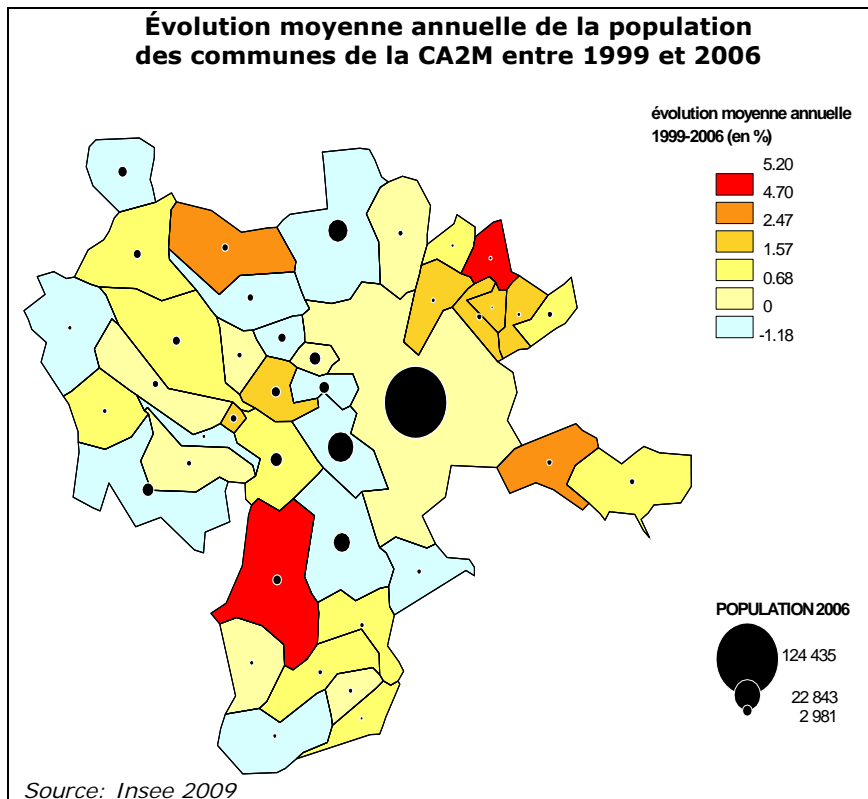 Évolution moyenne annuelle de la population
des communes de la CA2M entre 1999 et 2006
évolution moyenne annuelle
1999-2006 (en %)
5.20
4.70
2.47
1.57
0.68
0
-1.18
POPULATION 2006
124 435
22 843
2 981
Source: Insee 2009